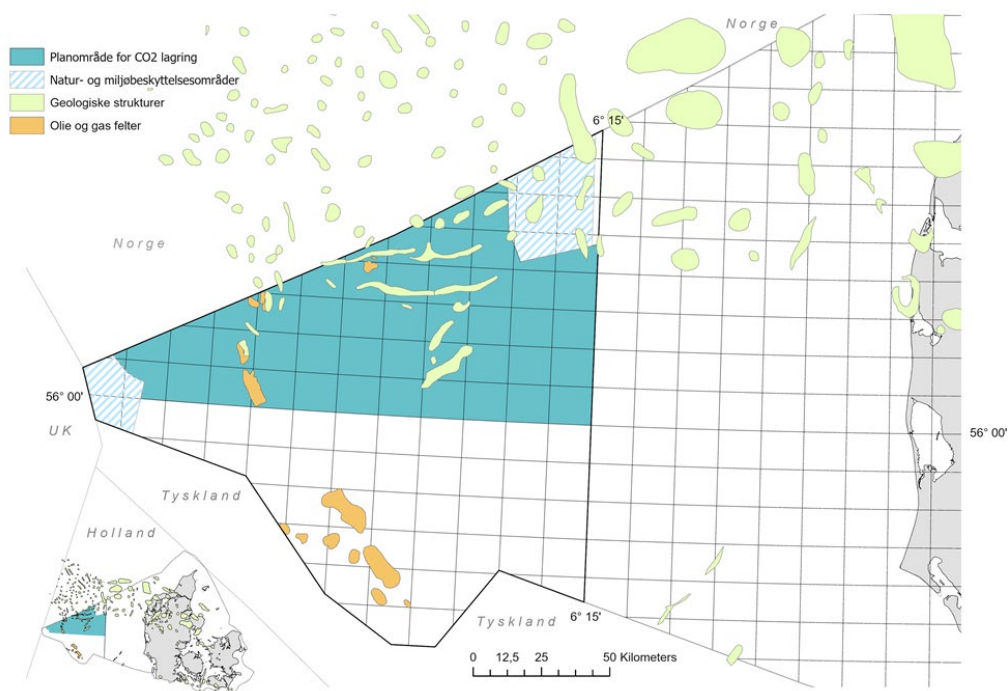 Norge
Planområde for CO2 lagring
Natur- og miljøbeskyttelsesområder
Geologiske strukturer
Olie og gas felter
6° 15'
Norge
56° 00'
UK
56° 00'
Tyskland
Holland
Tyskland
6° 15'
0 12,5 25 50 Kilometers